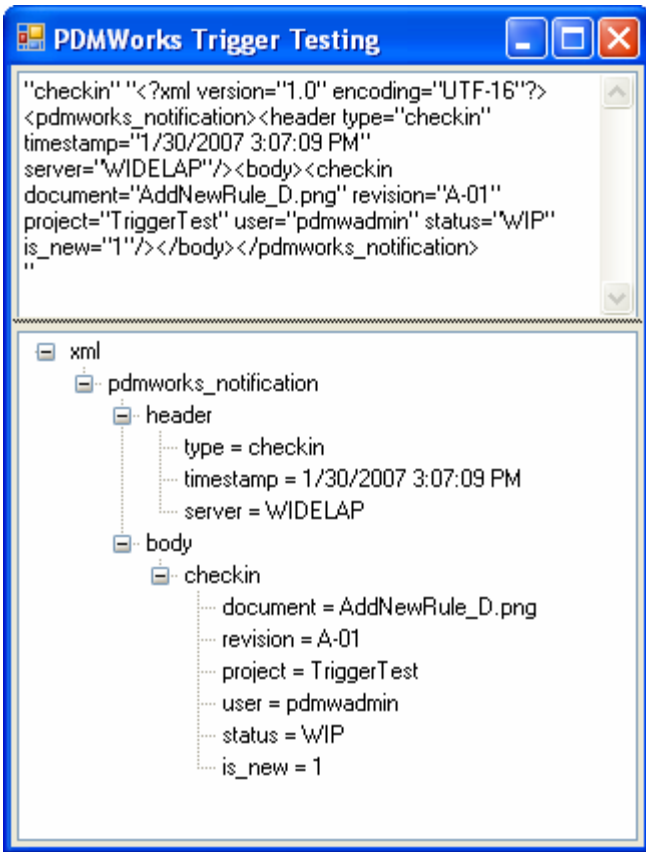 PDMWorks Trigger Testing
"checkin" "<?xml version="1.0" encoding="UTF-16"?>
<pdmworks_notification><header type="checkin"
timestamp="1/30/2007 3:07:09 PM"
server="WIDELAP"/><body><checkin
document="AddNewRule_D.png" revision="A-01"
project="TriggerTest" user="pdmwadmin" status="WIP"
is_new="1"/></body></pdmworks_notification>
"
xml
pdmworks_notification
header
type = checkin
timestamp = 1/30/2007 3:07:09 PM
server = WIDELAP
body
checkin
document = AddNewRule_D.png
revision = A-01
project = TriggerTest
user = pdmwadmin
status = WIP
is_new = 1